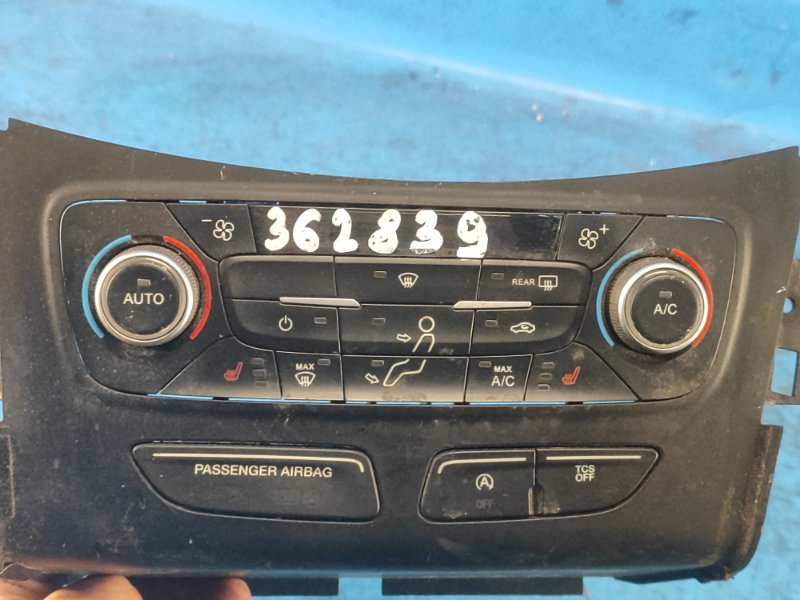 362839
REAR
AUTO
A/C
MAX
MAX
A/C
PASSENGER AIRBAG
A
OFF
TCS
OFF